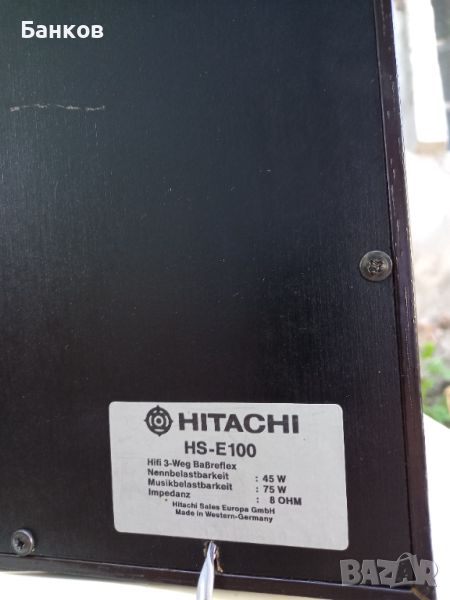 Банков
HITACHI
HS-E100
Hifi 3-Weg Baßreflex
Nennbelastbarkeit : 45 W
Musikbelastbarkeit : 75 W
Impedanz : 8 OHM
Hitachi Sales Europa GmbH
Made in Western-Germany
BAZAR